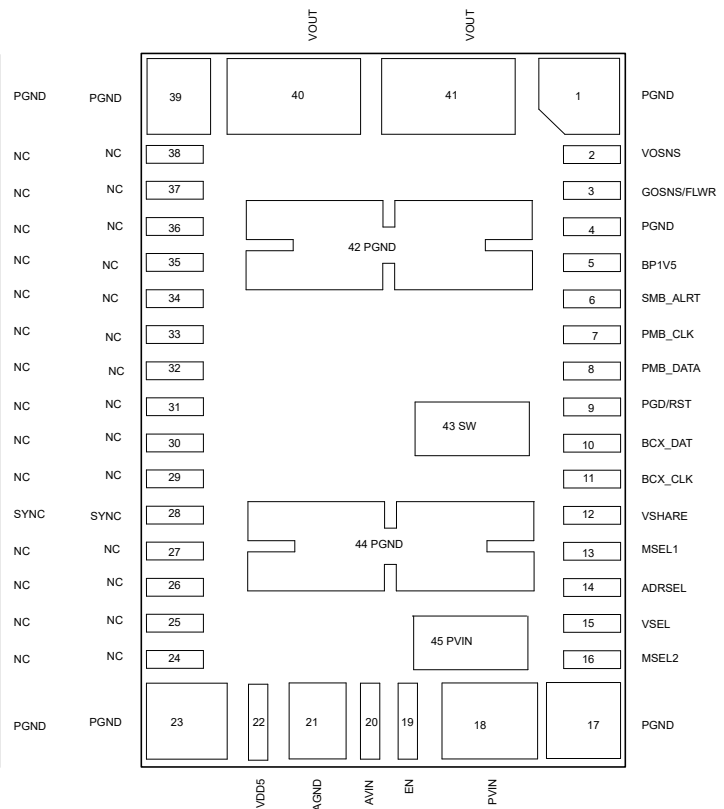 VOUT VOUT
PGND PGND 39 40 41 1 PGND
NC NC 38 2 VOSNS
NC NC 37 3 GOSNS/FLWR
NC NC 36 4 PGND
42 PGND
NC NC 35 5 BP1V5
NC NC 34 6 SMB_ALRT
NC NC 33 7 PMB_CLK
NC NC 32 8 PMB_DATA
NC NC 31 9 PGD/RST
43 SW
NC NC 30 10 BCX_DAT
NC NC 29 11 BCX_CLK
SYNC SYNC 28 12 VSHARE
NC NC 27 44 PGND 13 MSEL1
NC NC 26 14 ADRSEL
NC NC 25 15 VSEL
45 PVIN
NC NC 24 16 MSEL2
PGND PGND 23 22 21 20 19 18 17 PGND
VDD5 AGND AVIN EN PVIN